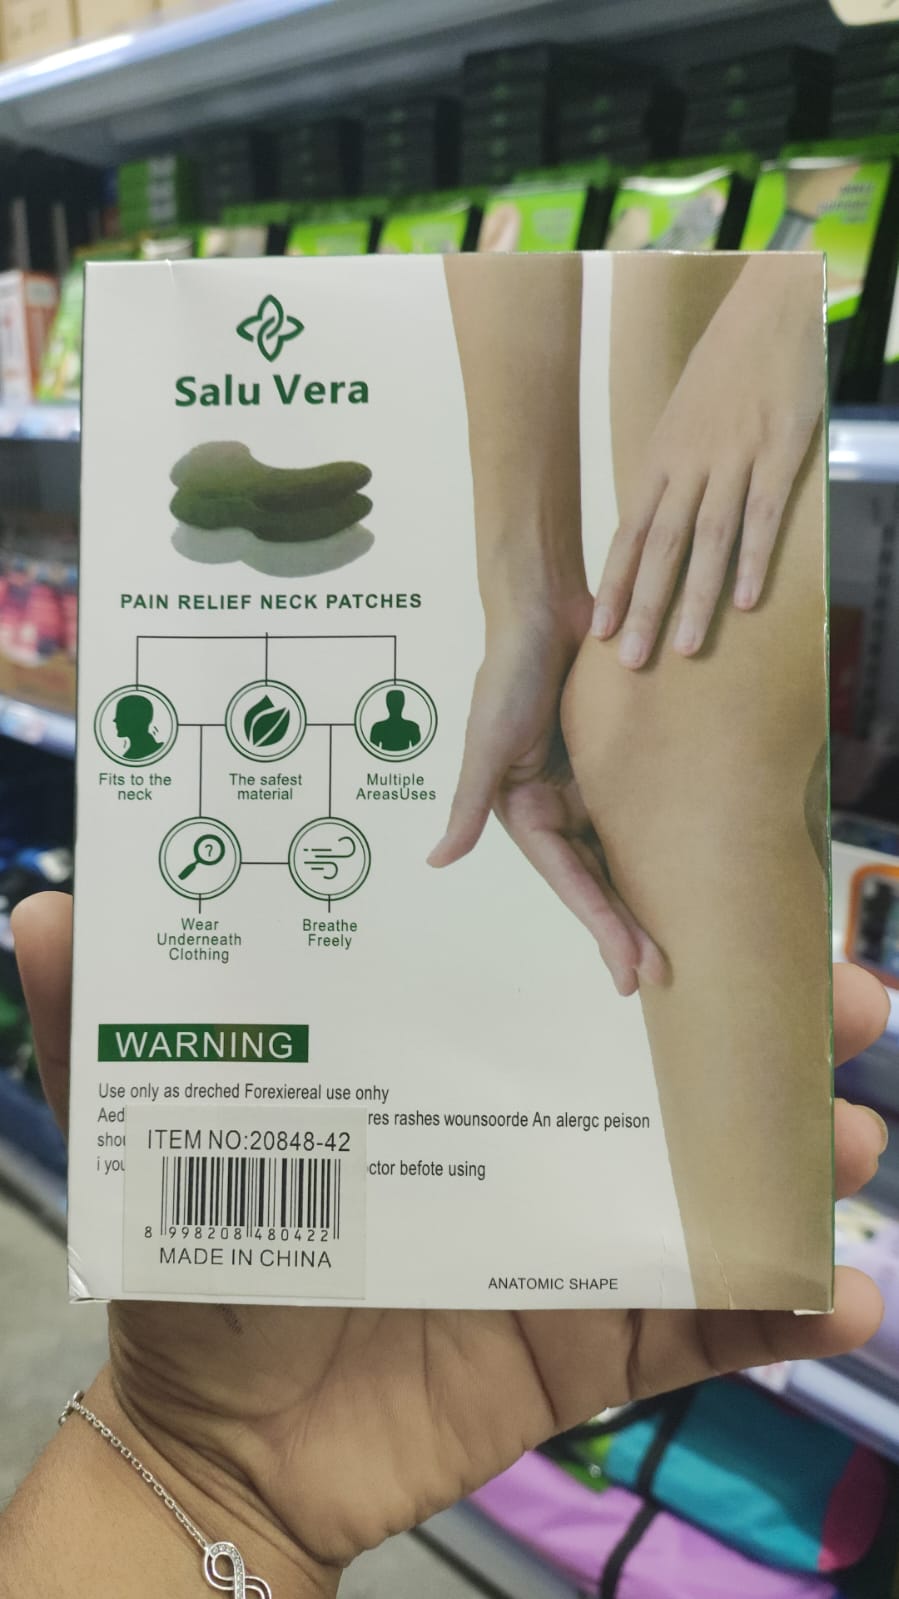 Salu Vera
PAIN RELIEF NECK PATCHES
Fits to the
neck
The safest
material
Multiple
AreasUses
Wear
Underneath
Clothing
Breathe
Freely
WARNING
Use only as dreched Forexiereal use onhy
Aed
res rashes wounsoorde An alergc peison
shou
i you
ctor befote using
ITEM NO:20848-42
8 998208 480422
MADE IN CHINA
ANATOMIC SHAPE